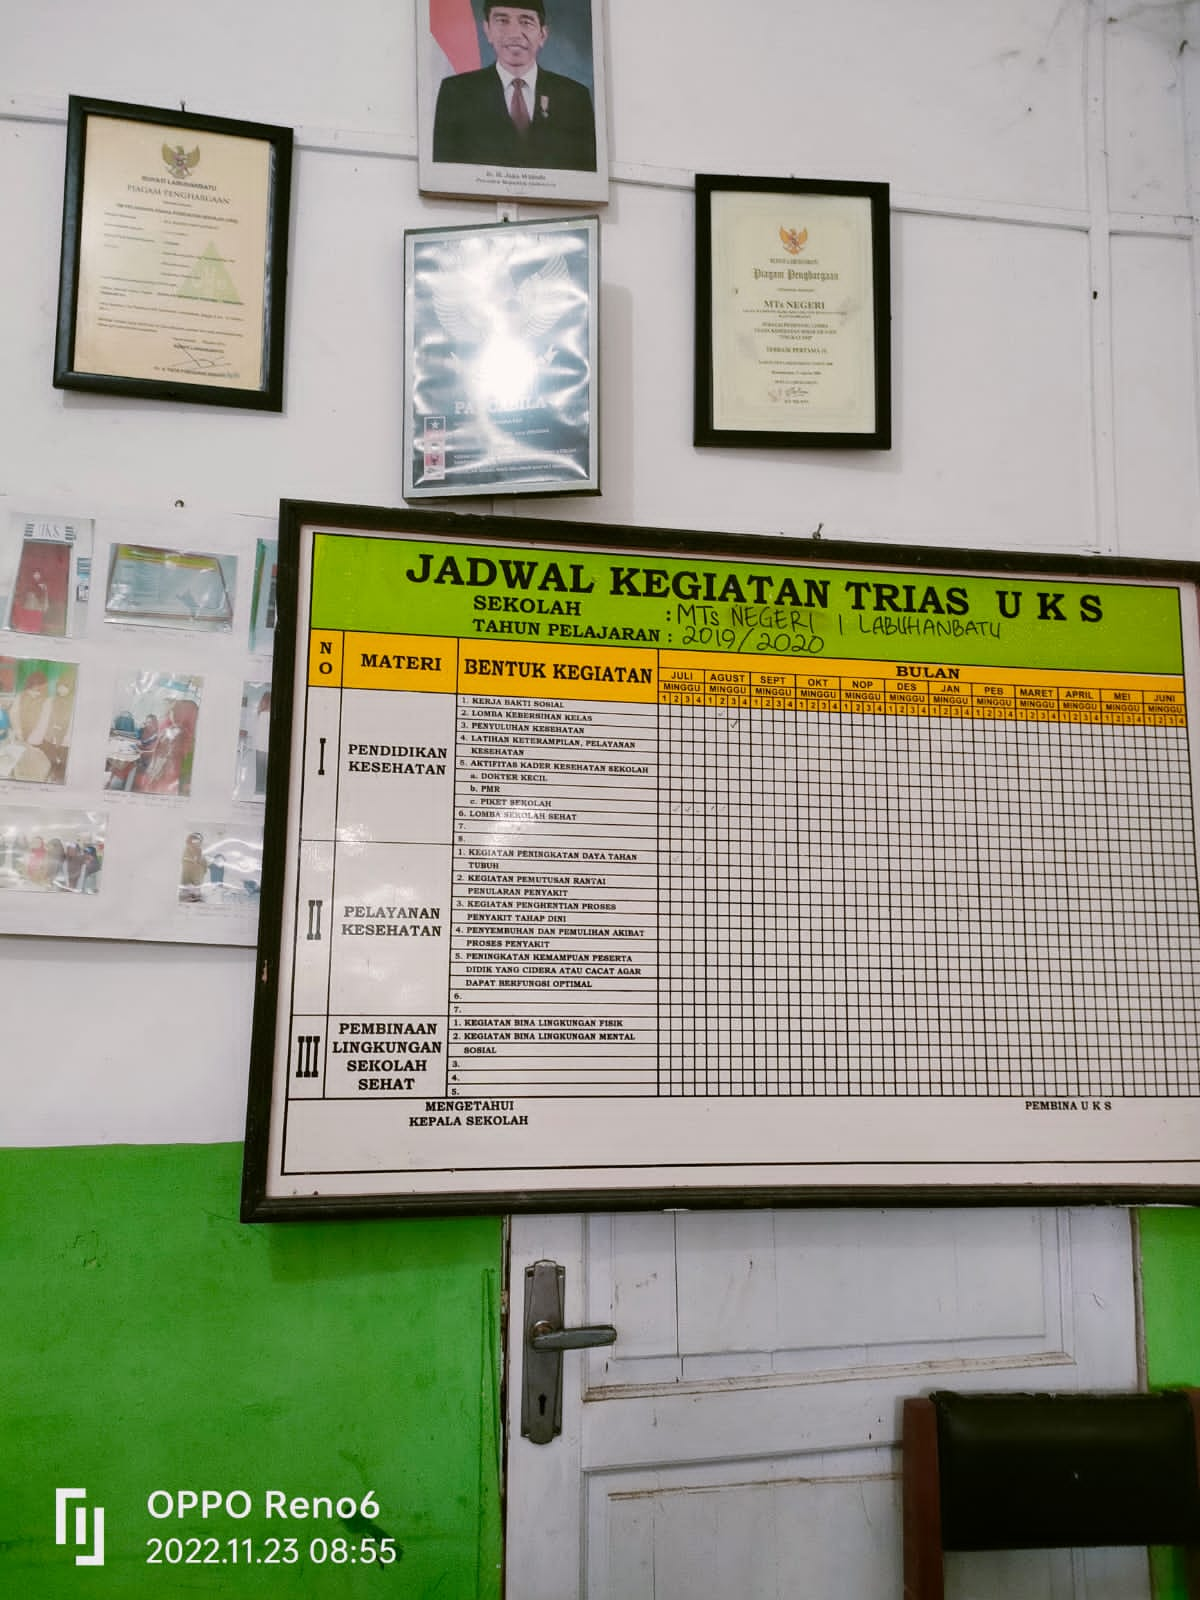 Ir. H. Joko Widodo
Presiden Republik Indonesia
BUPATI LABUHANBATU
PIAGAM PENGHARGAAN
Piagam Penghargaan
MTs NEGERI
TERBAIK PERTAMA
UKS
JADWAL KEGIATAN TRIAS U K S
SEKOLAH : MTs NEGERI 1 LABUHANBATU
TAHUN PELAJARAN : 2019/2020
NO MATERI BENTUK KEGIATAN BULAN
JULI AGUST SEPT OKT NOP DES JAN PEB MARET APRIL MEI JUNI
MINGGU MINGGU MINGGU MINGGU MINGGU MINGGU MINGGU MINGGU MINGGU MINGGU MINGGU MINGGU
1 2 3 4 1 2 3 4 1 2 3 4 1 2 3 4 1 2 3 4 1 2 3 4 1 2 3 4 1 2 3 4 1 2 3 4 1 2 3 4 1 2 3 4 1 2 3 4
I PENDIDIKAN KESEHATAN
1. KERJA BAKTI SOSIAL
2. LOMBA KEBERSIHAN KELAS
3. PENYULUHAN KESEHATAN
4. LATIHAN KETERAMPILAN, PELAYANAN
KESEHATAN
5. AKTIFITAS KADER KESEHATAN SEKOLAH
a. DOKTER KECIL
b. PMR
c. PIKET SEKOLAH
6. LOMBA SEKOLAH SEHAT
7.
8.
II PELAYANAN KESEHATAN
1. KEGIATAN PENINGKATAN DAYA TAHAN
TUBUH
2. KEGIATAN PEMUTUSAN RANTAI
PENULARAN PENYAKIT
3. KEGIATAN PENGHENTIAN PROSES
PENYAKIT TAHAP DINI
4. PENYEMBUHAN DAN PEMULIHAN AKIBAT
PROSES PENYAKIT
5. PENINGKATAN KEMAMPUAN PESERTA
DIDIK YANG CIDERA ATAU CACAT AGAR
DAPAT BERFUNGSI OPTIMAL
6.
7.
III PEMBINAAN LINGKUNGAN SEKOLAH SEHAT
1. KEGIATAN BINA LINGKUNGAN FISIK
2. KEGIATAN BINA LINGKUNGAN MENTAL
SOSIAL
3.
4.
5.
MENGETAHUI
KEPALA SEKOLAH
PEMBINA U K S
OPPO Reno6
2022.11.23 08:55